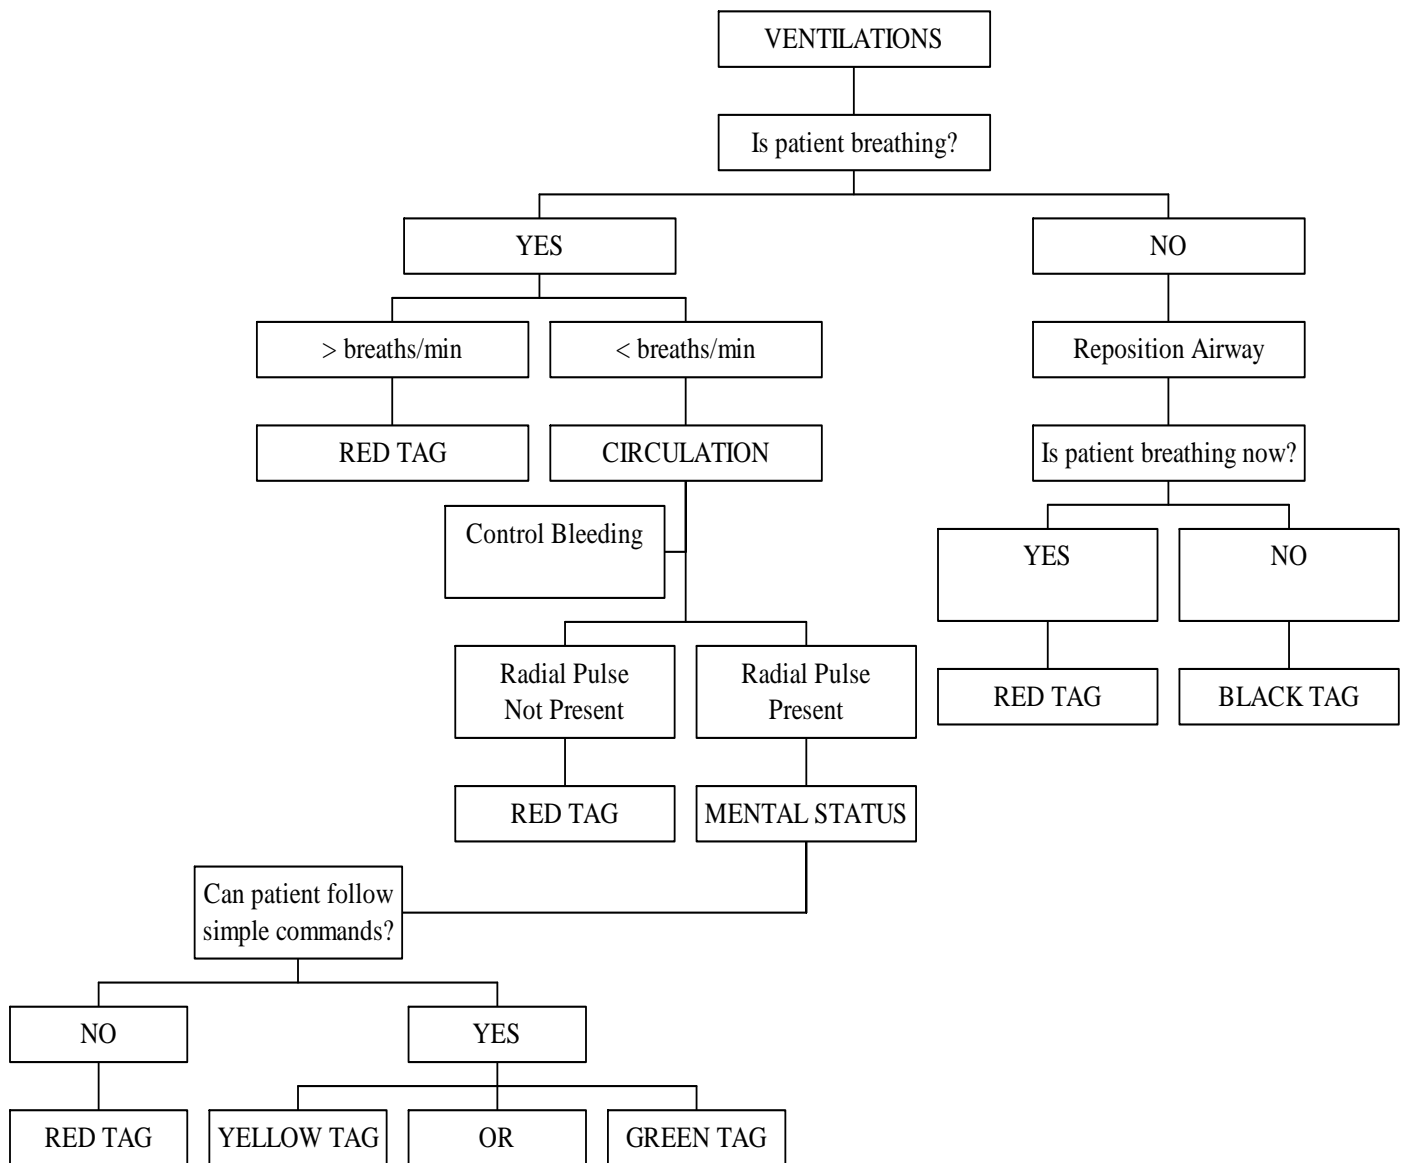 VENTILATIONS
Is patient breathing?
YES
NO
> breaths/min
< breaths/min
Reposition Airway
RED TAG
CIRCULATION
Is patient breathing now?
Control Bleeding
YES
NO
Radial Pulse
Not Present
Radial Pulse
Present
RED TAG
BLACK TAG
RED TAG
MENTAL STATUS
Can patient follow
simple commands?
NO
YES
RED TAG
YELLOW TAG
OR
GREEN TAG